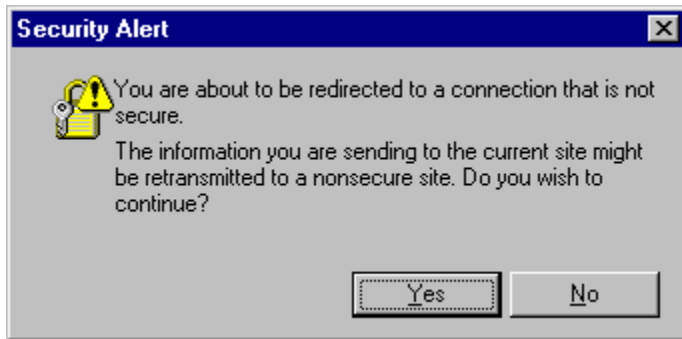 Security Alert
You are about to be redirected to a connection that is not
secure.
The information you are sending to the current site might
be retransmitted to a nonsecure site. Do you wish to
continue?
Yes No